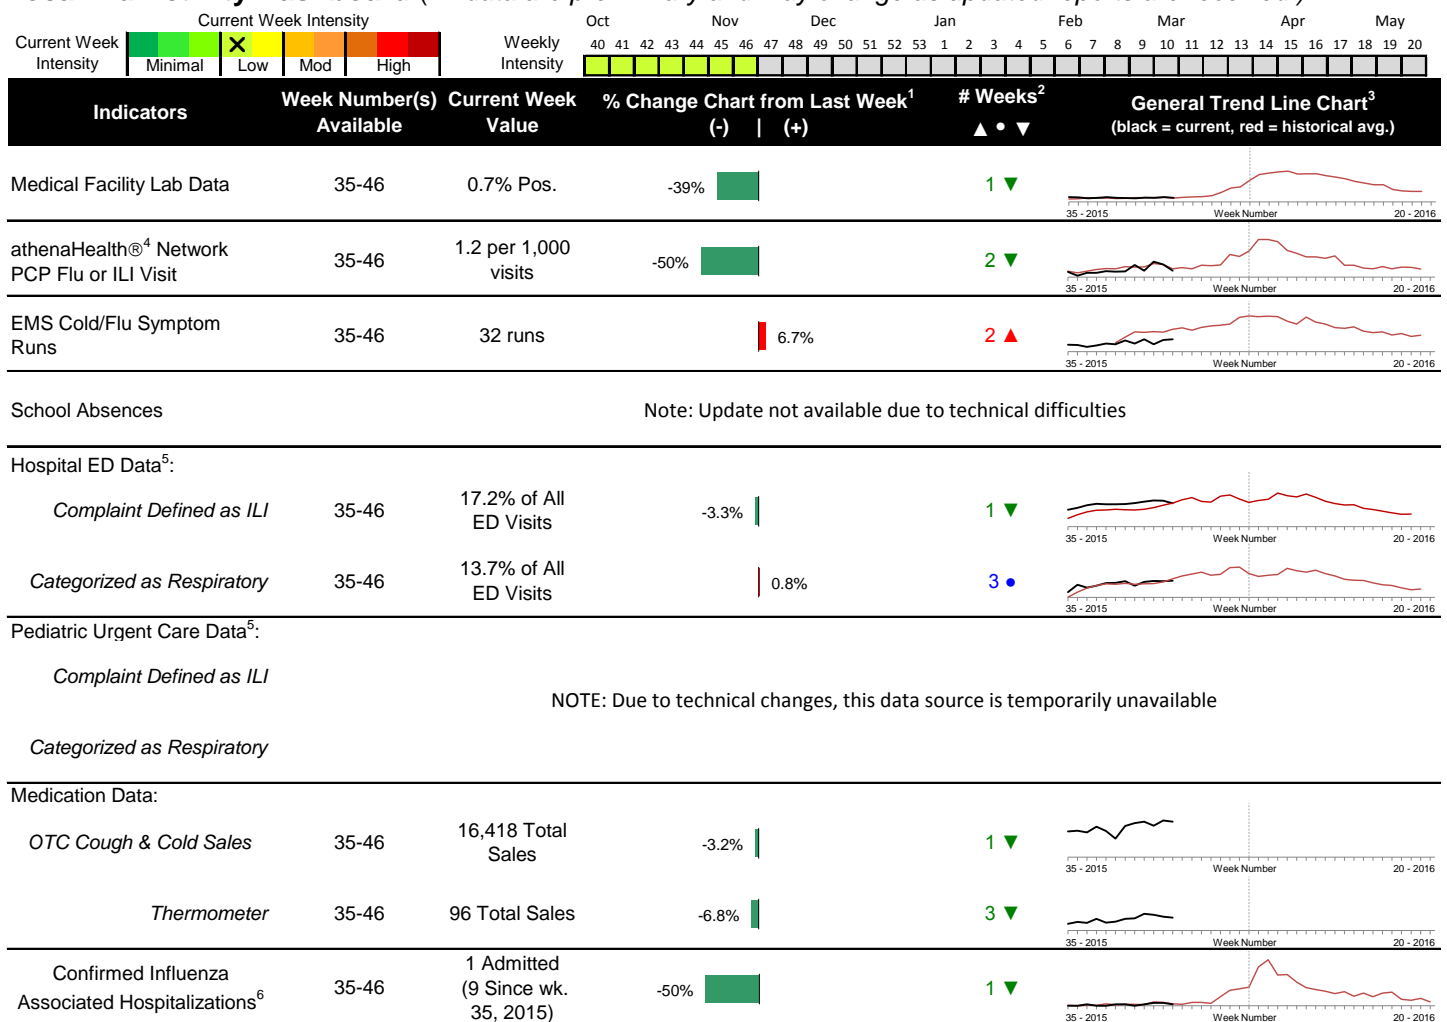 Current Week Intensity
Current Week Intensity
Minimal Low Mod High
Weekly Intensity
Oct Nov Dec Jan Feb Mar Apr May
40 41 42 43 44 45 46 47 48 49 50 51 52 53 1 2 3 4 5 6 7 8 9 10 11 12 13 14 15 16 17 18 19 20
Indicators
Week Number(s) Available
Current Week Value
% Change Chart from Last Week1
(-) | (+)
# Weeks2
▲ ● ▼
General Trend Line Chart3
(black = current, red = historical avg.)
Medical Facility Lab Data 35-46 0.7% Pos. -39% 1 ▼
35 - 2015 Week Number 20 - 2016
athenaHealth®4 Network
PCP Flu or ILI Visit 35-46 1.2 per 1,000 visits -50% 2 ▼
35 - 2015 Week Number 20 - 2016
EMS Cold/Flu Symptom
Runs 35-46 32 runs 6.7% 2 ▲
35 - 2015 Week Number 20 - 2016
School Absences Note: Update not available due to technical difficulties
Hospital ED Data5:
Complaint Defined as ILI 35-46 17.2% of All ED Visits -3.3% 1 ▼
35 - 2015 Week Number 20 - 2016
Categorized as Respiratory 35-46 13.7% of All ED Visits 0.8% 3 ●
35 - 2015 Week Number 20 - 2016
Pediatric Urgent Care Data5:
Complaint Defined as ILI
NOTE: Due to technical changes, this data source is temporarily unavailable
Categorized as Respiratory
Medication Data:
OTC Cough & Cold Sales 35-46 16,418 Total Sales -3.2% 1 ▼
35 - 2015 Week Number 20 - 2016
Thermometer 35-46 96 Total Sales -6.8% 3 ▼
35 - 2015 Week Number 20 - 2016
Confirmed Influenza
Associated Hospitalizations6 35-46 1 Admitted (9 Since wk. 35, 2015) -50% 1 ▼
35 - 2015 Week Number 20 - 2016